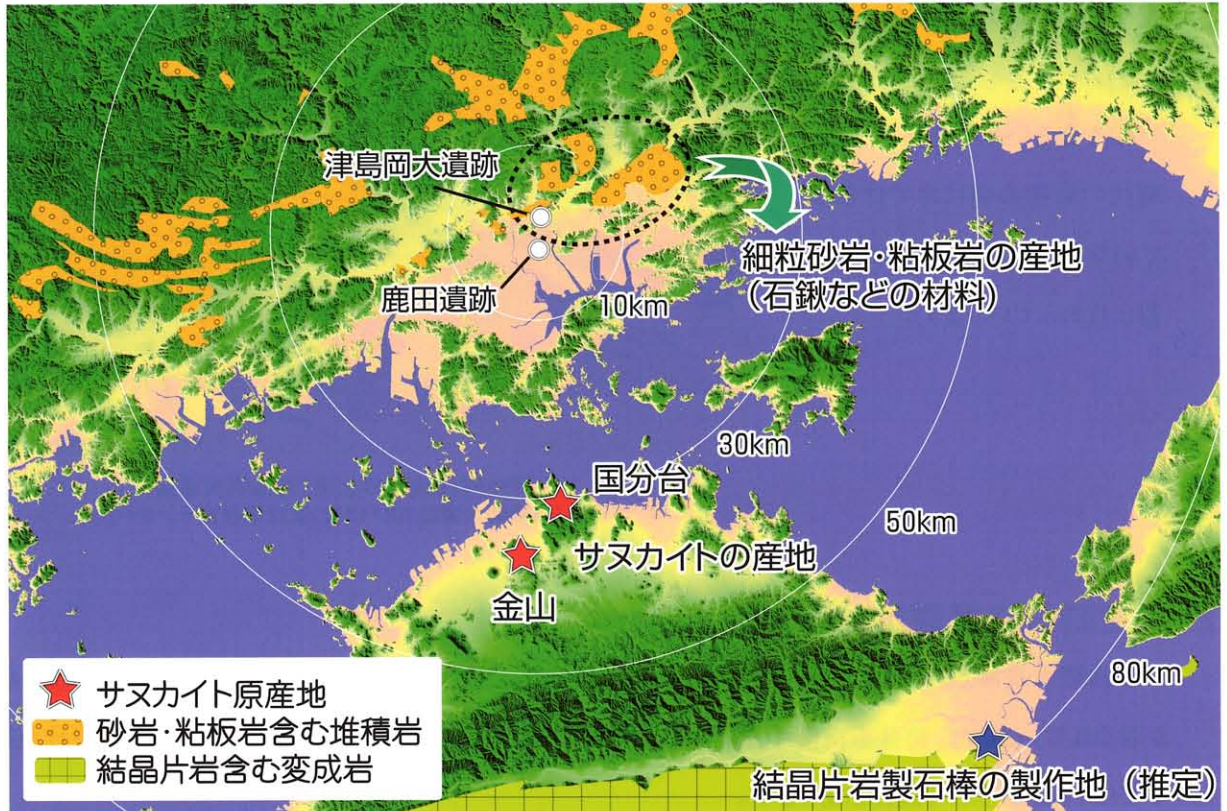 津島岡大遺跡
鹿田遺跡
10km
細粒砂岩・粘板岩の産地
（石鍬などの材料）
30km
国分台
50km
サヌカイトの産地
金山
80km
サヌカイト原産地
砂岩・粘板岩含む堆積岩
結晶片岩含む変成岩
結晶片岩製石棒の製作地（推定）